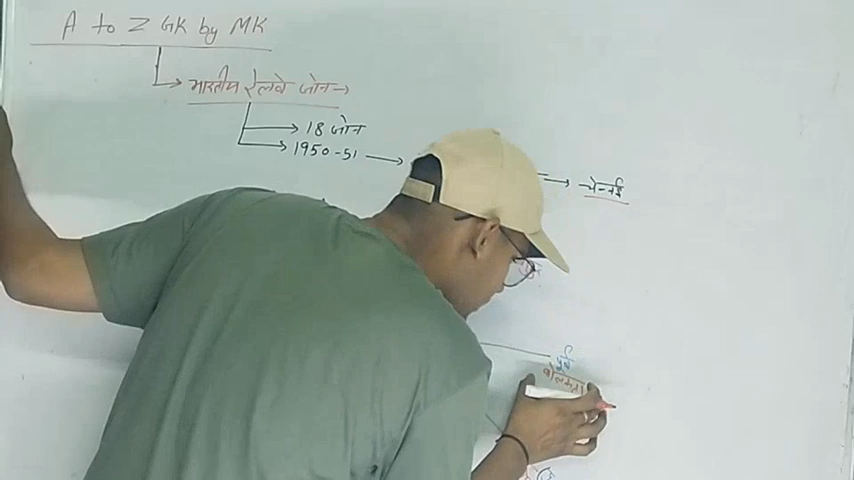 A to Z GK by MK
भारतीय रेलवे जोन →
→ 18 जोन
→ 1950-51 →
→ चेन्नई
पूर्व
कोलकाता